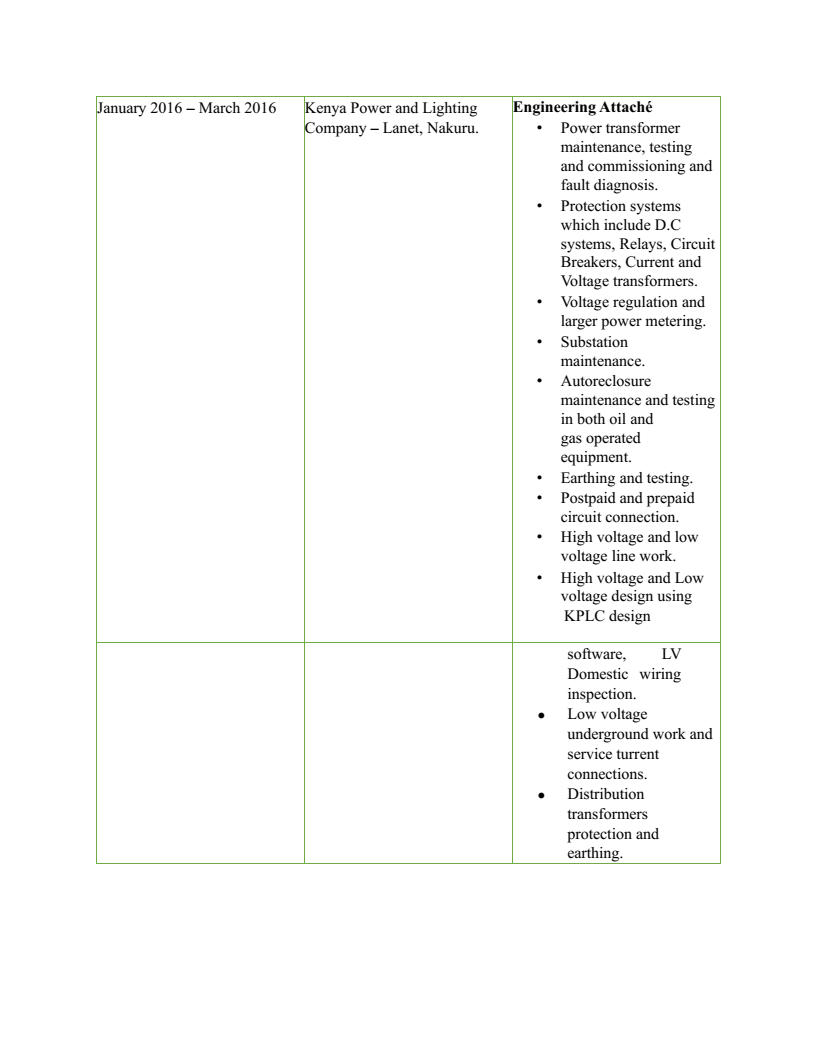 January 2016 – March 2016
Kenya Power and Lighting
Company – Lanet, Nakuru.
Engineering Attaché
• Power transformer
maintenance, testing
and commissioning and
fault diagnosis.
• Protection systems
which include D.C
systems, Relays, Circuit
Breakers, Current and
Voltage transformers.
• Voltage regulation and
larger power metering.
• Substation
maintenance.
• Autoreclosure
maintenance and testing
in both oil and
gas operated
equipment.
• Earthing and testing.
• Postpaid and prepaid
circuit connection.
• High voltage and low
voltage line work.
• High voltage and Low
voltage design using
KPLC design
software, LV
Domestic wiring
inspection.
• Low voltage
underground work and
service turrent
connections.
• Distribution
transformers
protection and
earthing.